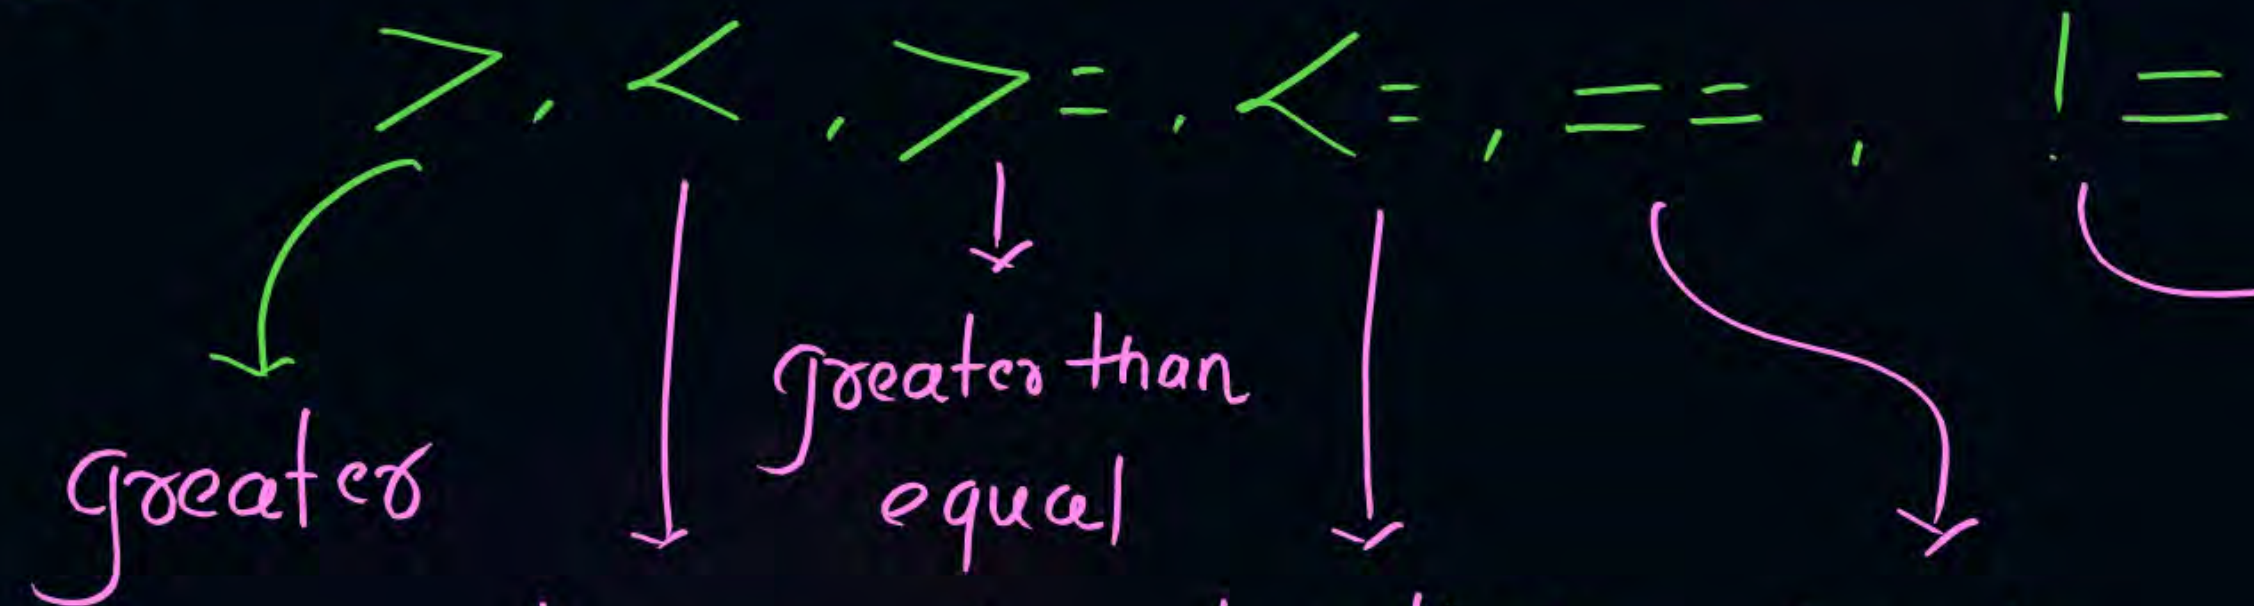 >, <, >=, <=, ==, !=
greater
greater than
equal